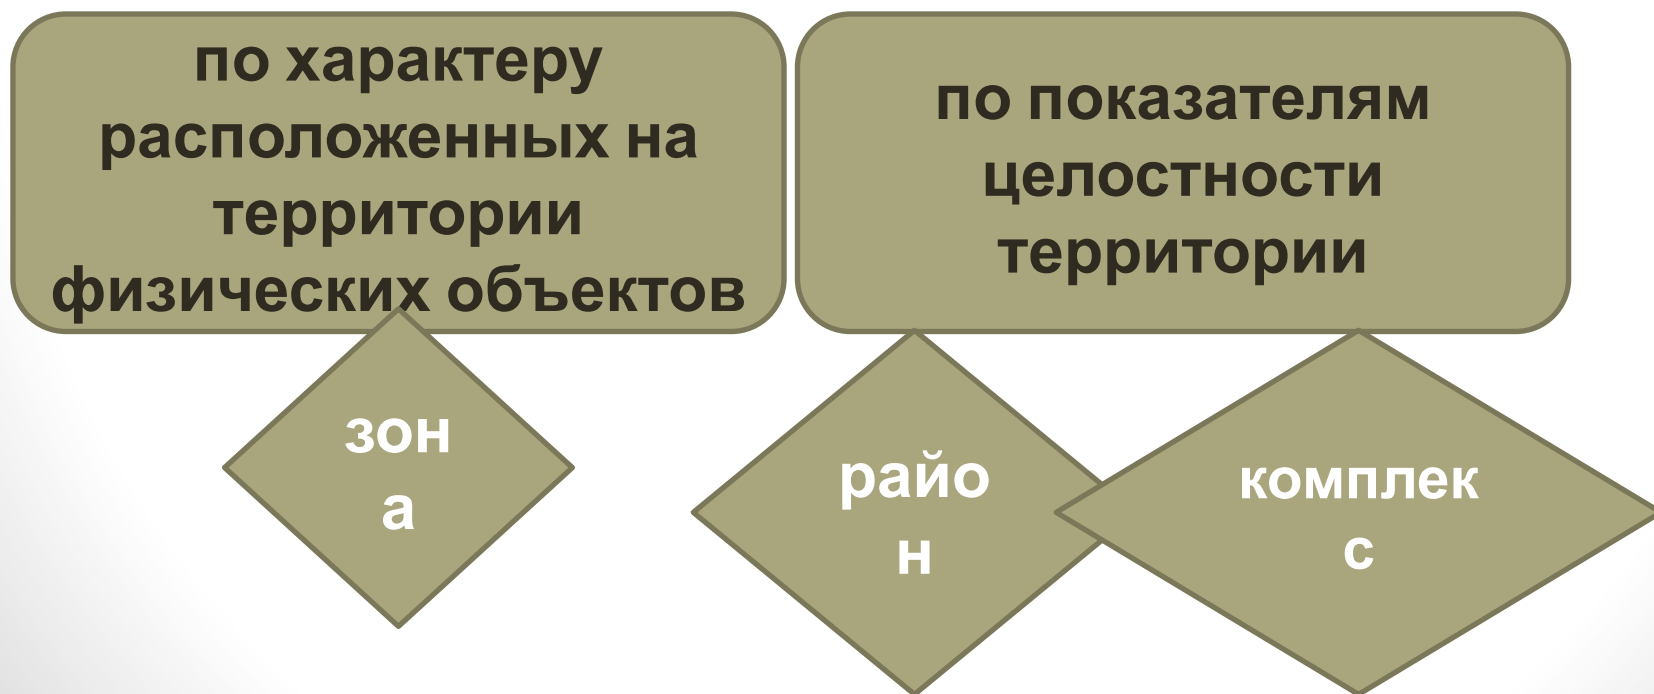 по характеру
расположенных на
территории
физических объектов
по показателям
целостности
территории
зон
а
райо
н
комплек
с